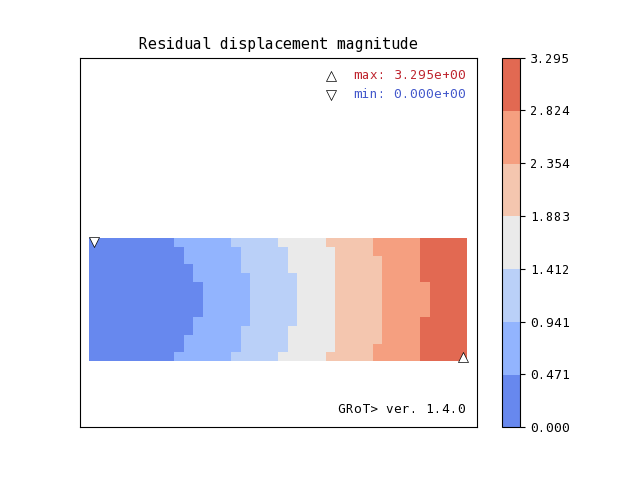 Residual displacement magnitude
max: 3.295e+00
min: 0.000e+00
3.295
2.824
2.354
1.883
1.412
0.941
0.471
0.000
GRoT> ver. 1.4.0